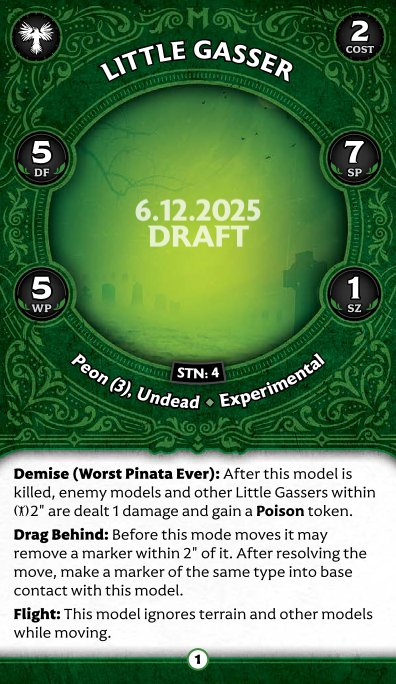 2
COST
LITTLE GASSER
5
DF
7
SP
6.12.2025
DRAFT
5
WP
1
SZ
STN: 4
Peon (3), Undead ⬥ Experimental
Demise (Worst Pinata Ever): After this model is
killed, enemy models and other Little Gassers within
2" are dealt 1 damage and gain a Poison token.
Drag Behind: Before this mode moves it may
remove a marker within 2" of it. After resolving the
move, make a marker of the same type into base
contact with this model.
Flight: This model ignores terrain and other models
while moving.
1